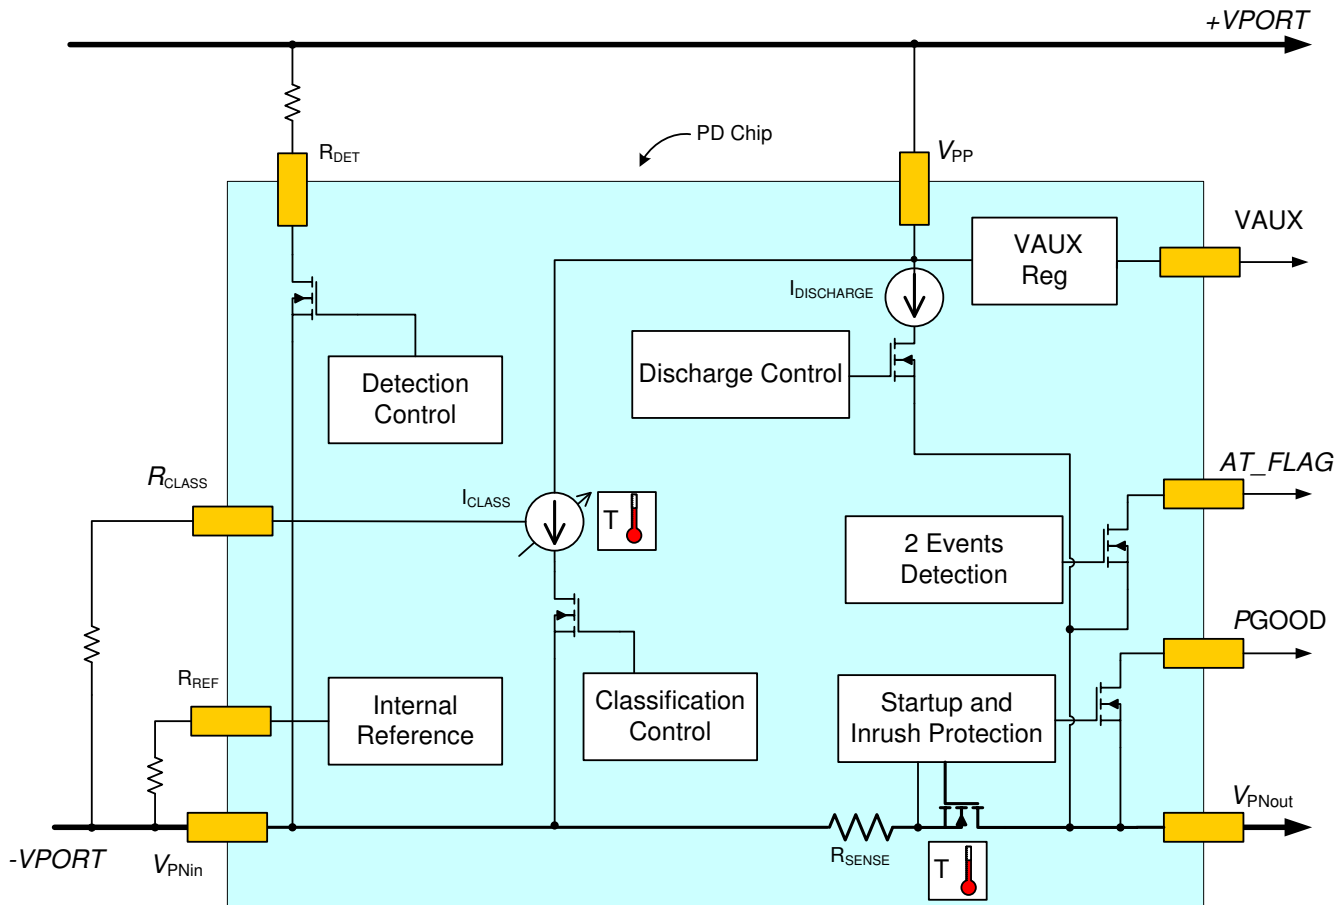 +VPORT
PD Chip
RDET
VPP
VAUX
VAUX
Reg
IDISCHARGE
Discharge Control
Detection
Control
RCLASS
ICLASS
T
AT_FLAG
2 Events
Detection
PGOOD
RREF
Internal
Reference
Classification
Control
Startup and
Inrush Protection
VPNout
-VPORT
VPNin
RSENSE
T